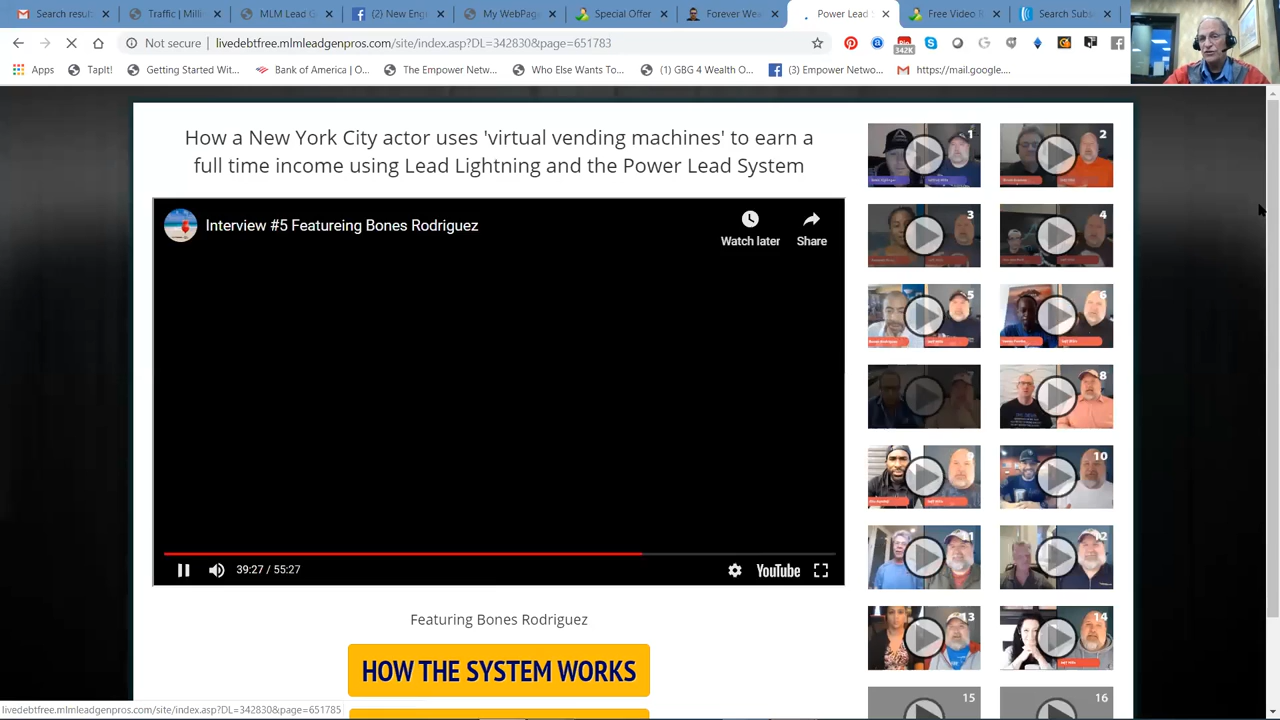 Search resu
Traffic | Milli
MLM Lead G
(2) New Eng
My WebPage
Special Offer
Forever Wea
Power Lead S
Free Video R
Search Subs
Not secure
livedebtfree.mlmleadgenpros.com/site/index.asp?DL=342830&page=651783
342K
Apps
TapIt!
Getting Started Wit...
Bank of America | O...
The Empower Netw...
Who Else Wants To...
(1) GBG 4 Wealth O...
(3) Empower Netwo...
https://mail.google....
How a New York City actor uses 'virtual vending machines' to earn a
full time income using Lead Lightning and the Power Lead System
Interview #5 Featureing Bones Rodriguez
Watch later
Share
39:27 / 55:27
YouTube
Featuring Bones Rodriguez
HOW THE SYSTEM WORKS
1
2
3
4
5
6
8
9
10
11
12
13
14
15
16
livedebtfree.mlmleadgenpros.com/site/index.asp?DL=342830&page=651785